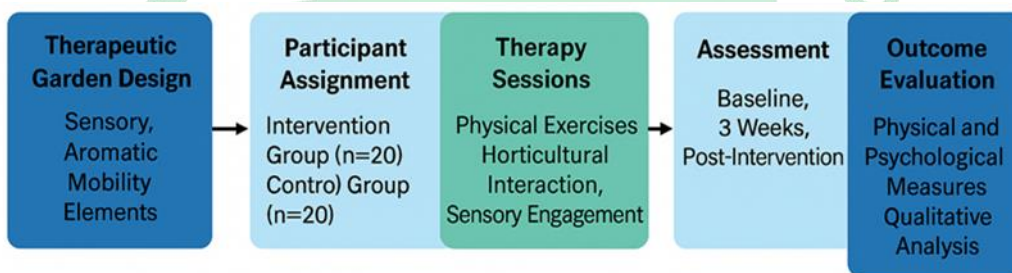 Therapeutic
Garden Design
Sensory,
Aromatic
Mobility
Elements
Participant
Assignment
Intervention
Group (n=20)
Contro) Group
(n=20)
Therapy
Sessions
Physical Exercises
Horticultural
Interaction,
Sensory Engagement
Assessment
Baseline,
3 Weeks,
Post-Intervention
Outcome
Evaluation
Physical and
Psychological
Measures
Qualitative
Analysis